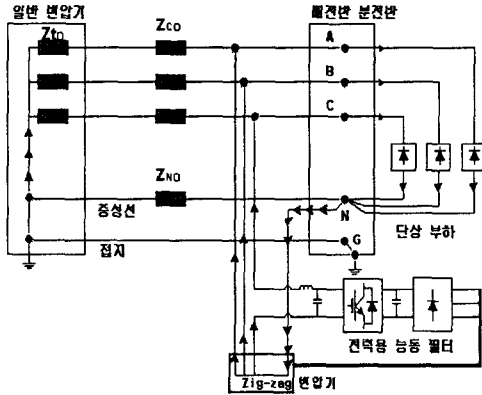 일반 변압기
Zto
Zco
배전반 분전반
A
B
C
ZNO
중성선
N
단상 부하
접지
G
전력용 능동 필터
Zig-zag 변압기